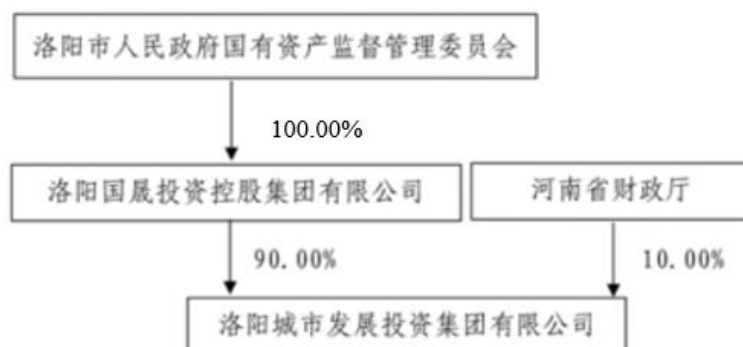 洛阳市人民政府国有资产监督管理委员会
100.00%
洛阳国晟投资控股集团有限公司
河南省财政厅
90.00%
10.00%
洛阳城市发展投资集团有限公司